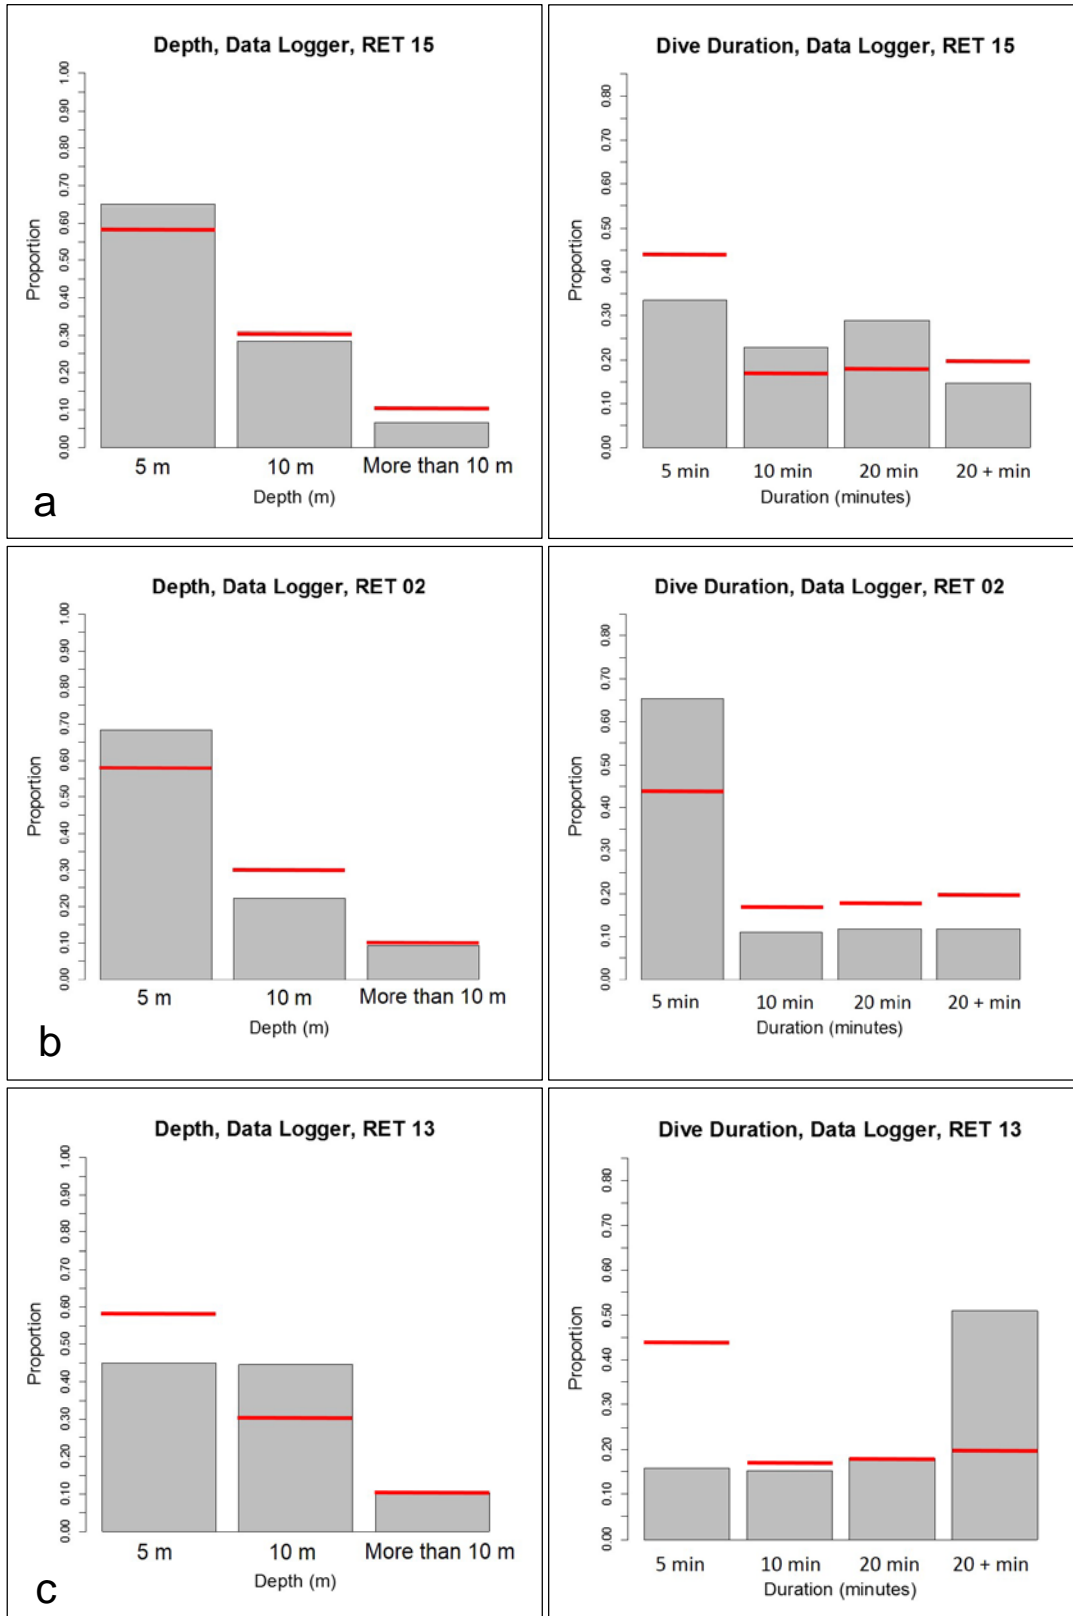 Depth, Data Logger, RET 15
Proportion
0.00 0.10 0.20 0.30 0.40 0.50 0.60 0.70 0.80 0.90 1.00
5 m 10 m More than 10 m
Depth (m)
a
Dive Duration, Data Logger, RET 15
Proportion
0.00 0.10 0.20 0.30 0.40 0.50 0.60 0.70 0.80
5 min 10 min 20 min 20 + min
Duration (minutes)
Depth, Data Logger, RET 02
Proportion
0.00 0.10 0.20 0.30 0.40 0.50 0.60 0.70 0.80 0.90 1.00
5 m 10 m More than 10 m
Depth (m)
b
Dive Duration, Data Logger, RET 02
Proportion
0.00 0.10 0.20 0.30 0.40 0.50 0.60 0.70 0.80
5 min 10 min 20 min 20 + min
Duration (minutes)
Depth, Data Logger, RET 13
Proportion
0.00 0.10 0.20 0.30 0.40 0.50 0.60 0.70 0.80 0.90 1.00
5 m 10 m More than 10 m
Depth (m)
c
Dive Duration, Data Logger, RET 13
Proportion
0.00 0.10 0.20 0.30 0.40 0.50 0.60 0.70 0.80
5 min 10 min 20 min 20 + min
Duration (minutes)